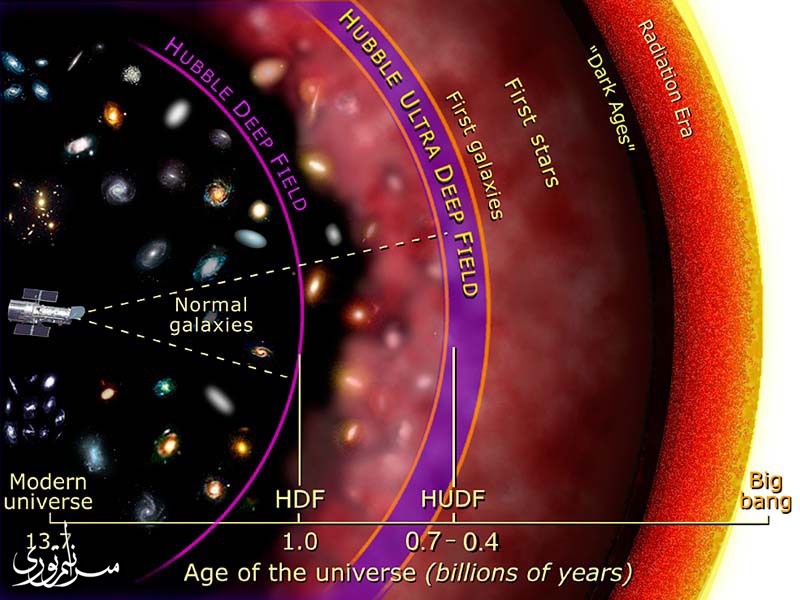 HUBBLE DEEP FIELD
HUBBLE ULTRA DEEP FIELD
First galaxies
First stars
"Dark Ages"
Radiation Era
Normal
galaxies
Modern
universe
HDF
HUDF
Big
bang
13.7
1.0
0.7 - 0.4
Age of the universe (billions of years)